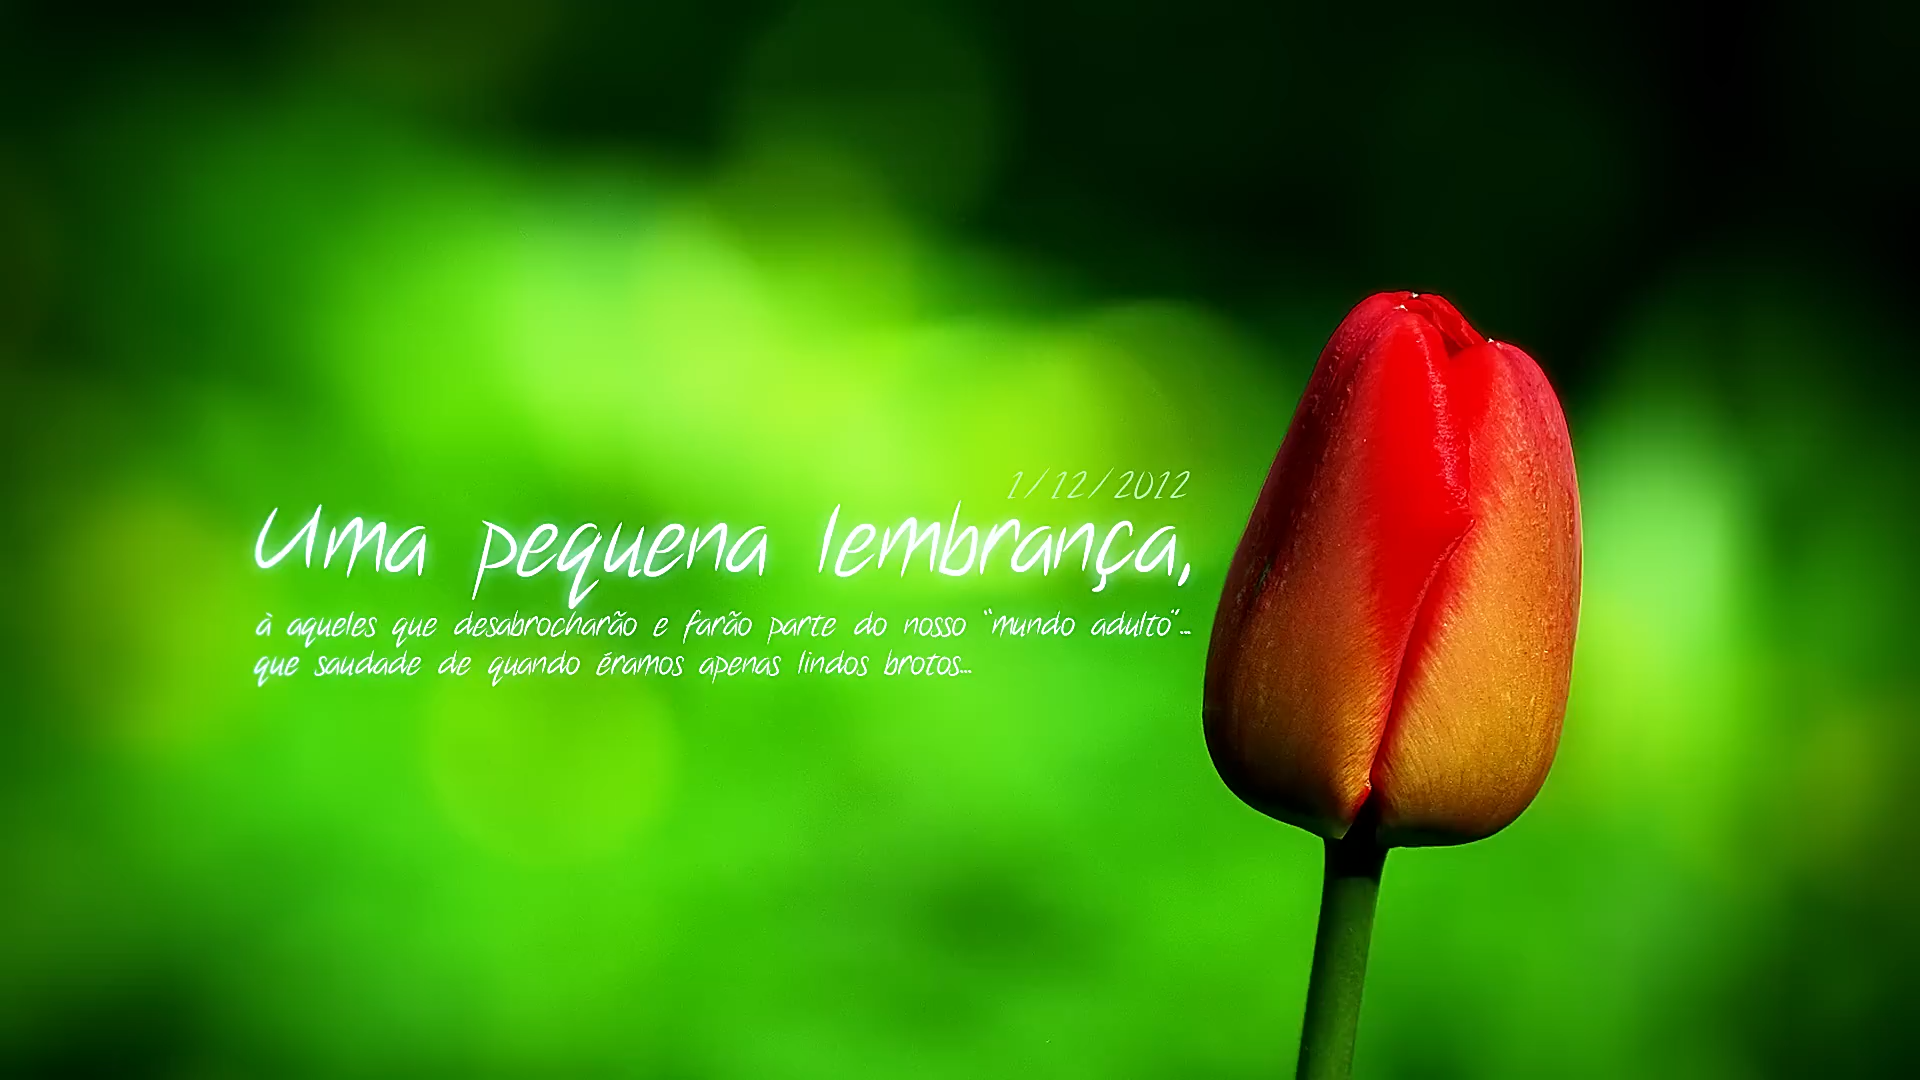 1/12/2012
Uma pequena lembrança,
à aqueles que desabrocharão e farão parte do nosso “mundo adulto”...
que saudade de quando éramos apenas lindos brotos...